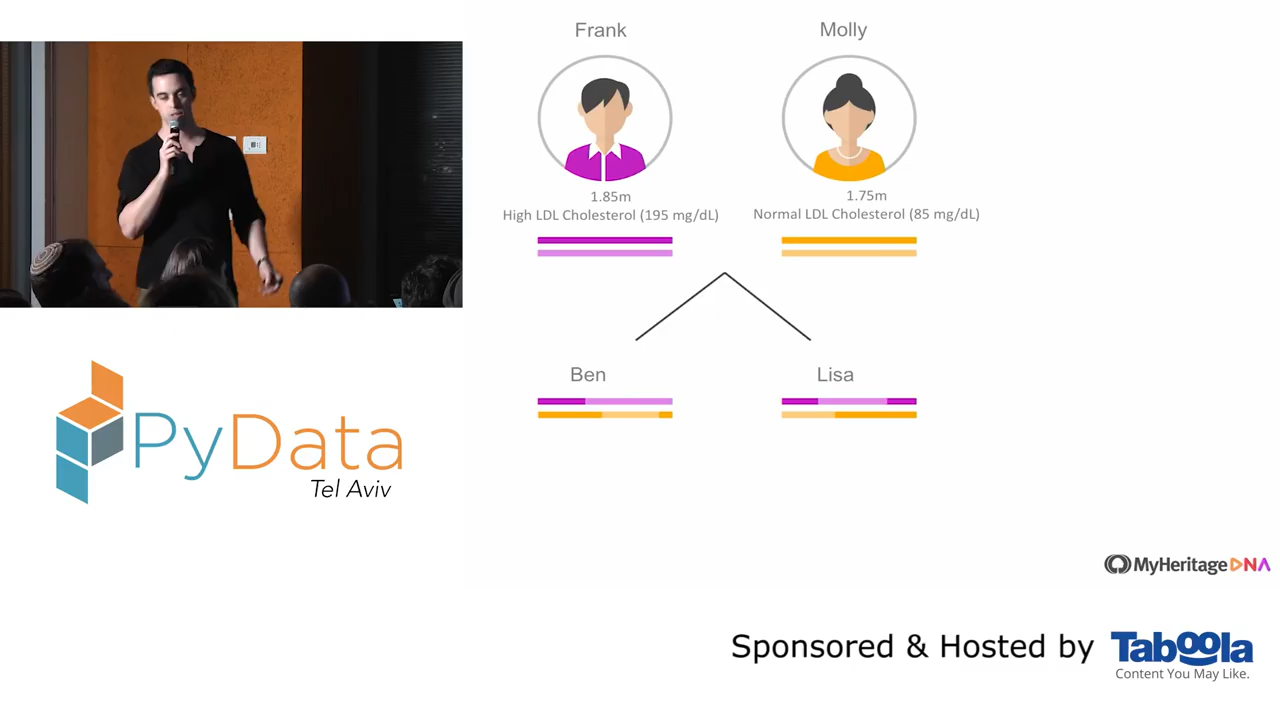 Frank
Molly
1.85m
High LDL Cholesterol (195 mg/dL)
1.75m
Normal LDL Cholesterol (85 mg/dL)
Ben
Lisa
PyData
Tel Aviv
MyHeritage DNA
Sponsored & Hosted by
Taboola
Content You May Like.